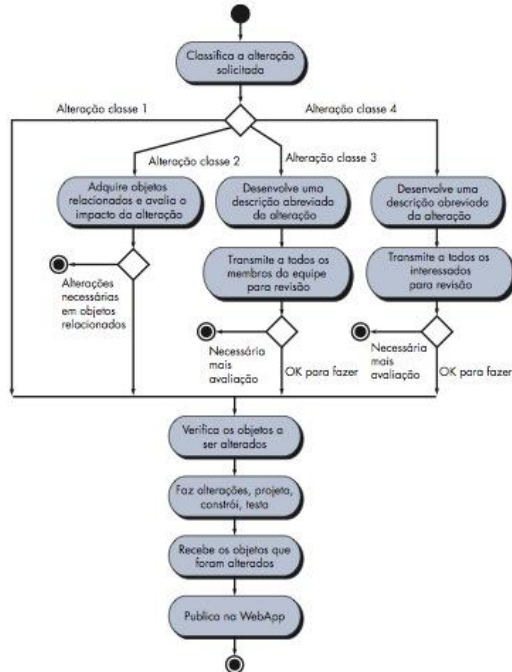 Classifica a alteração
solicitada
Alteração classe 1
Alteração classe 4
Alteração classe 2
Alteração classe 3
Adquire objetos
relacionados e avalia o
impacto da alteração
Desenvolve uma
descrição abreviada
da alteração
Desenvolve uma
descrição abreviada
da alteração
Transmite a todos os
membros da equipe
para revisão
Transmite a todos os
interessados
para revisão
Alterações
necessárias
em objetos
relacionados
Necessária
mais
avaliação
OK para fazer
Necessária
mais
avaliação
OK para fazer
Verifica os objetos a
ser alterados
Faz alterações, projeta,
constrói, testa
Recebe os objetos que
foram alterados
Publica na WebApp